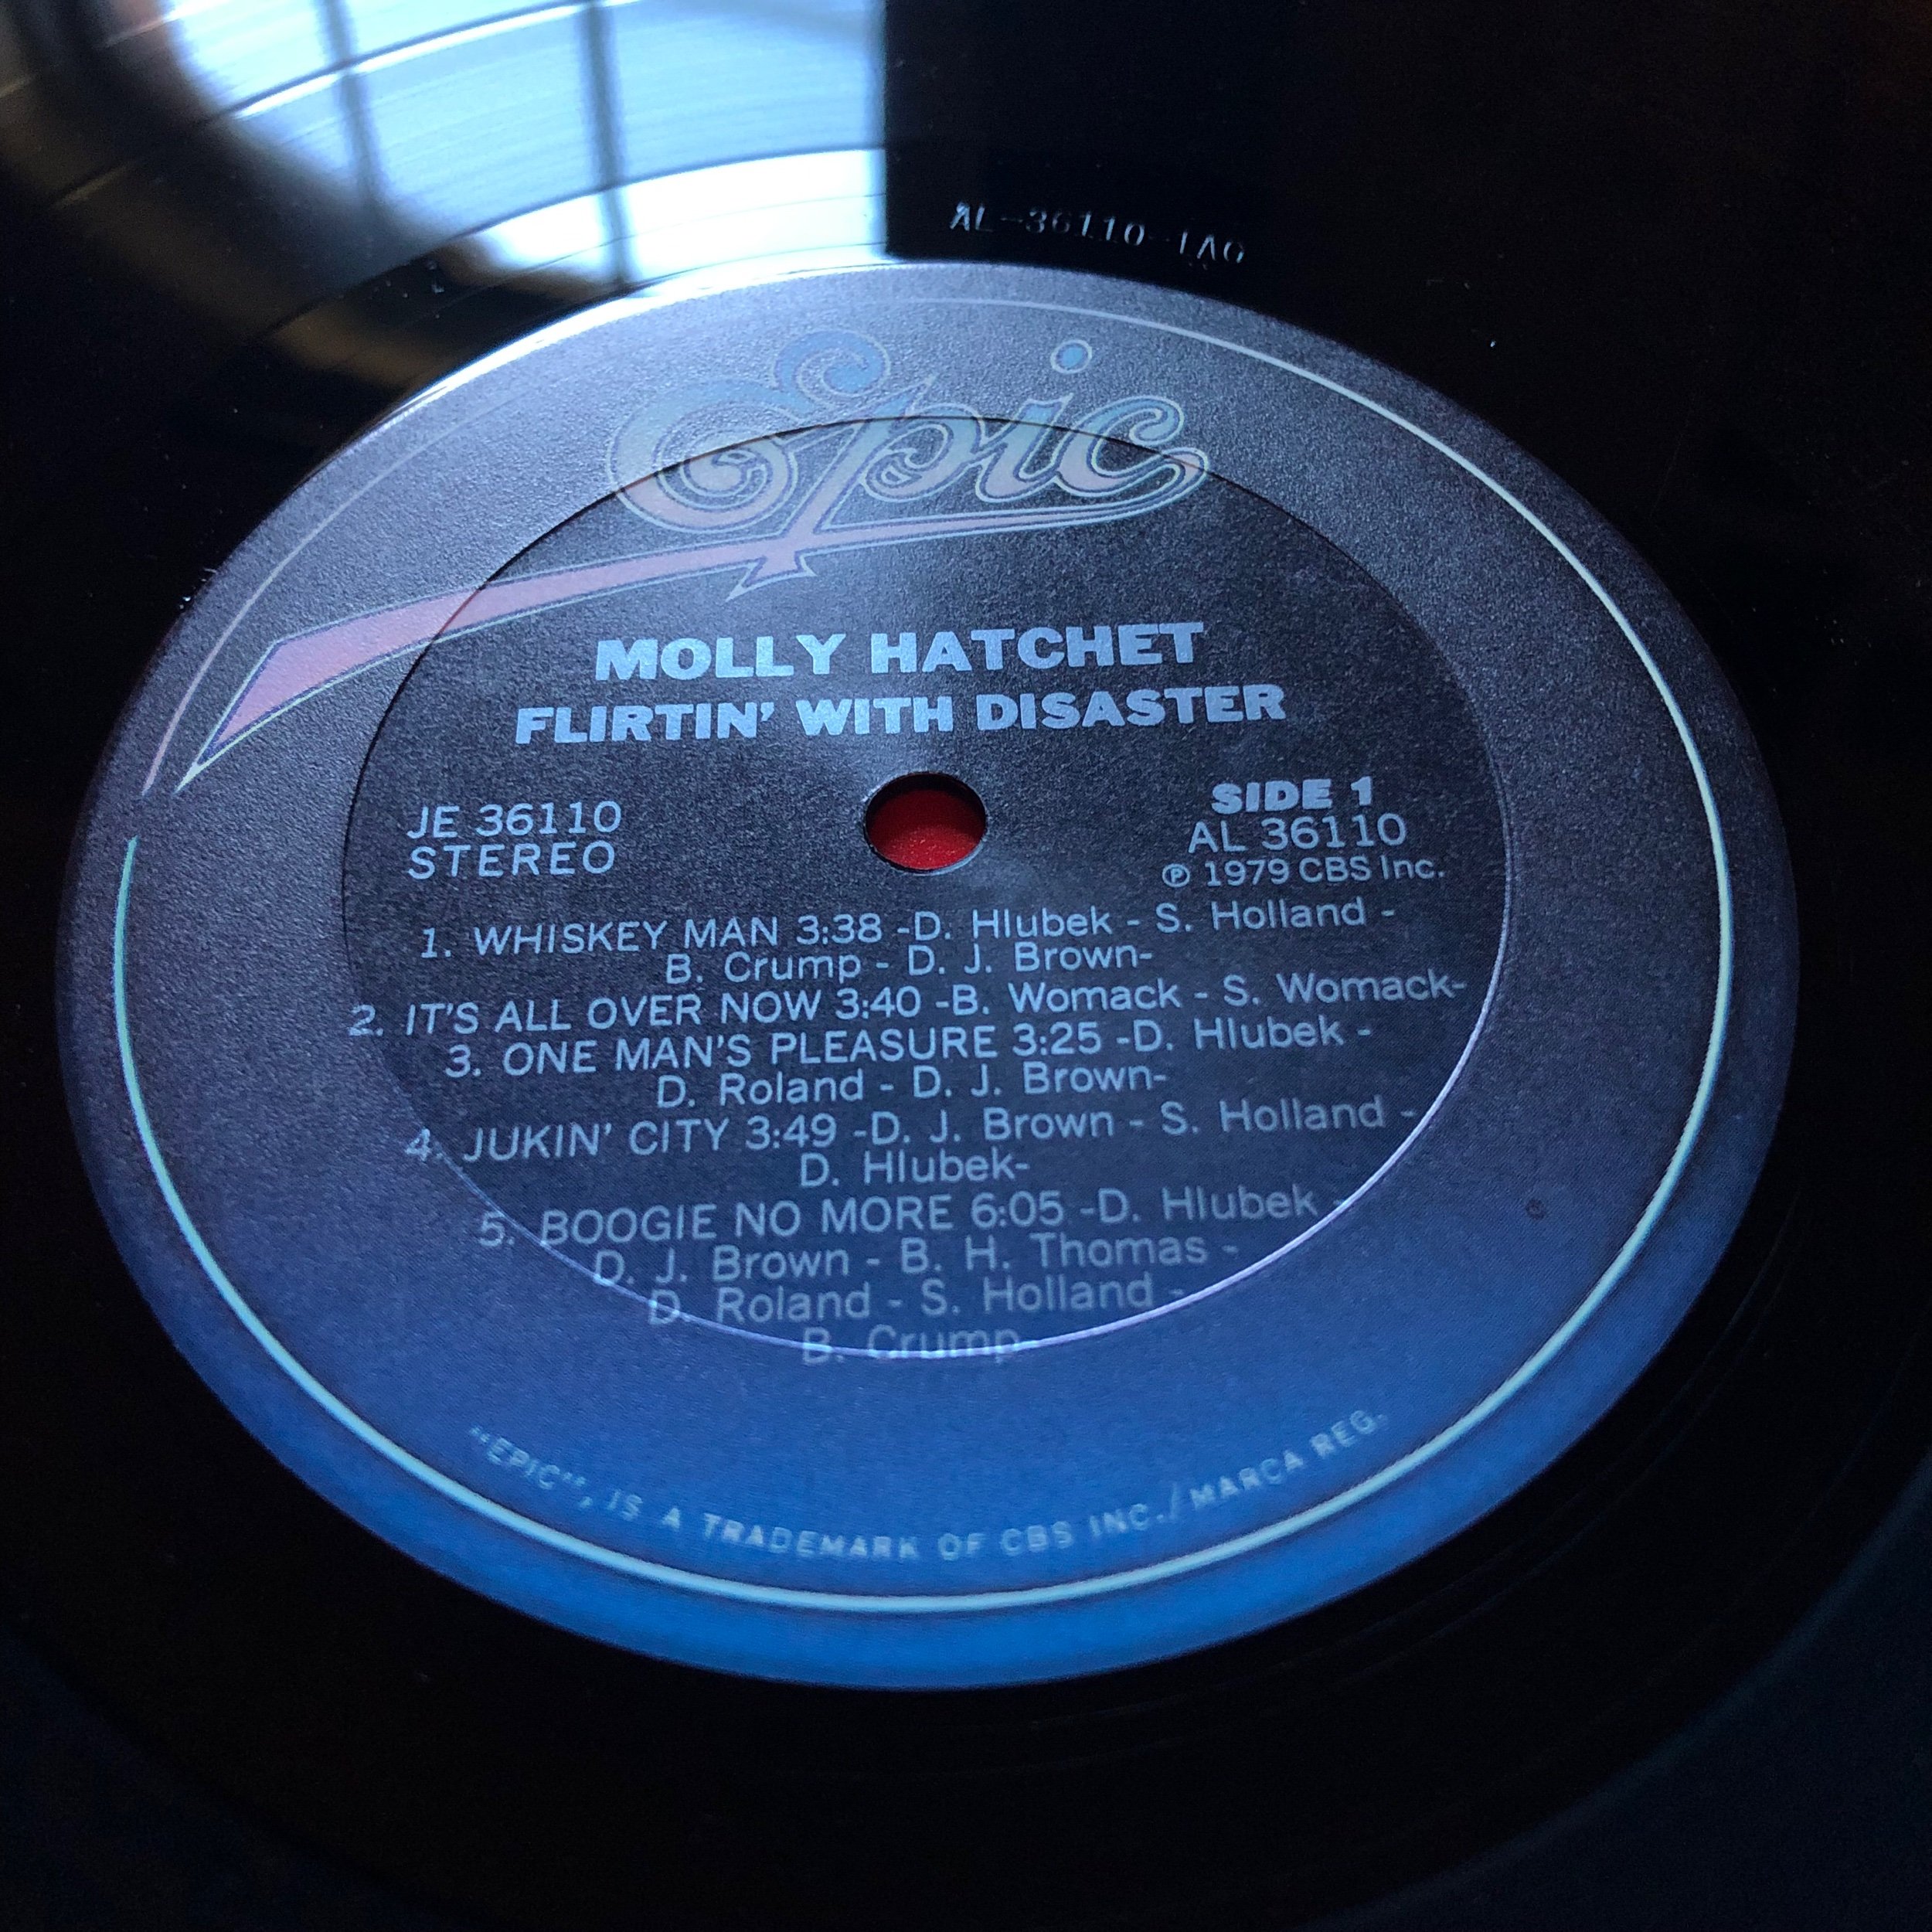 AL-36110-1A
Epic
MOLLY HATCHET
FLIRTIN' WITH DISASTER
JE 36110
STEREO
SIDE 1
AL 36110
℗ 1979 CBS Inc.
1. WHISKEY MAN 3:38 -D. Hlubek - S. Holland -
B. Crump - D. J. Brown-
2. IT'S ALL OVER NOW 3:40 -B. Womack - S. Womack-
3. ONE MAN'S PLEASURE 3:25 -D. Hlubek -
D. Roland - D. J. Brown-
4. JUKIN' CITY 3:49 -D. J. Brown - S. Holland -
D. Hlubek-
5. BOOGIE NO MORE 6:05 -D. Hlubek -
D. J. Brown - B. H. Thomas -
D. Roland - S. Holland -
B. Crump-
"EPIC", IS A TRADEMARK OF CBS INC./MARCA REG.